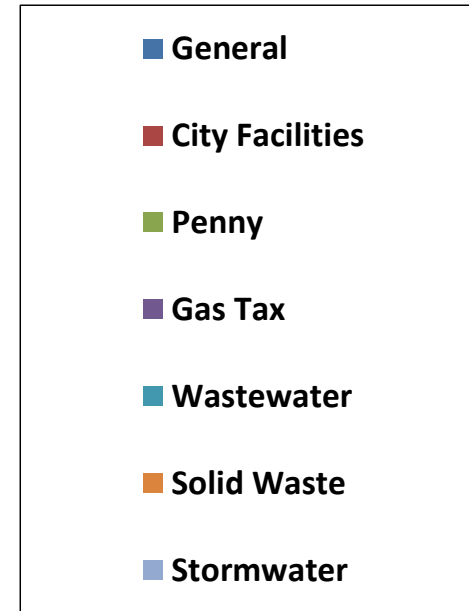 General
City Facilities
Penny
Gas Tax
Wastewater
Solid Waste
Stormwater